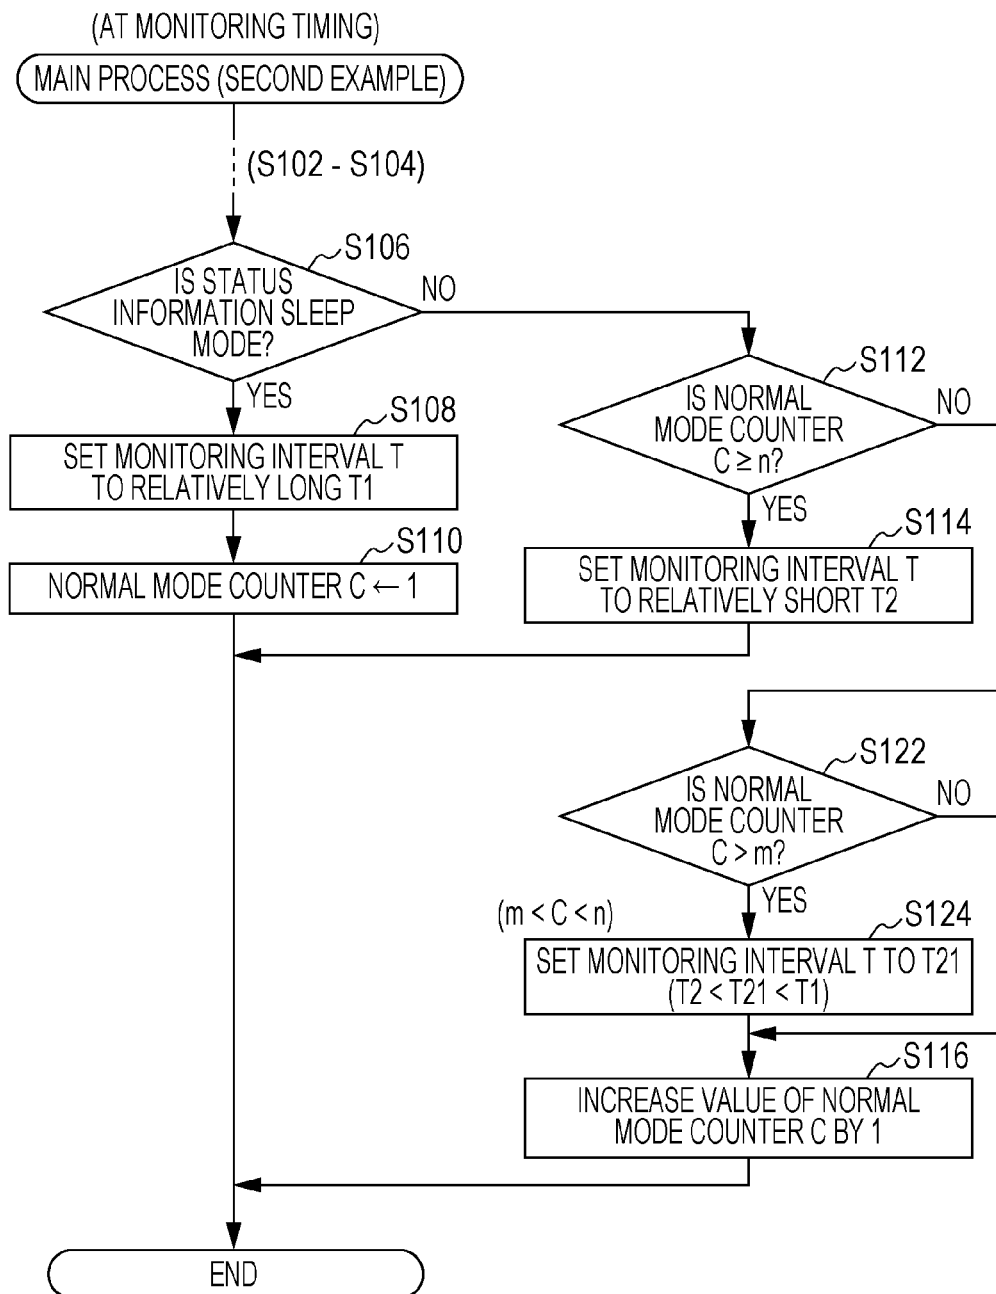 (AT MONITORING TIMING)
MAIN PROCESS (SECOND EXAMPLE)
(S102 - S104)
S106
IS STATUS
INFORMATION SLEEP
MODE?
NO
YES
S108
SET MONITORING INTERVAL T
TO RELATIVELY LONG T1
S110
NORMAL MODE COUNTER C ← 1
S112
IS NORMAL
MODE COUNTER
C ≥ n?
NO
YES
S114
SET MONITORING INTERVAL T
TO RELATIVELY SHORT T2
S122
IS NORMAL
MODE COUNTER
C > m?
NO
YES
(m < C < n)
S124
SET MONITORING INTERVAL T TO T21
(T2 < T21 < T1)
S116
INCREASE VALUE OF NORMAL
MODE COUNTER C BY 1
END